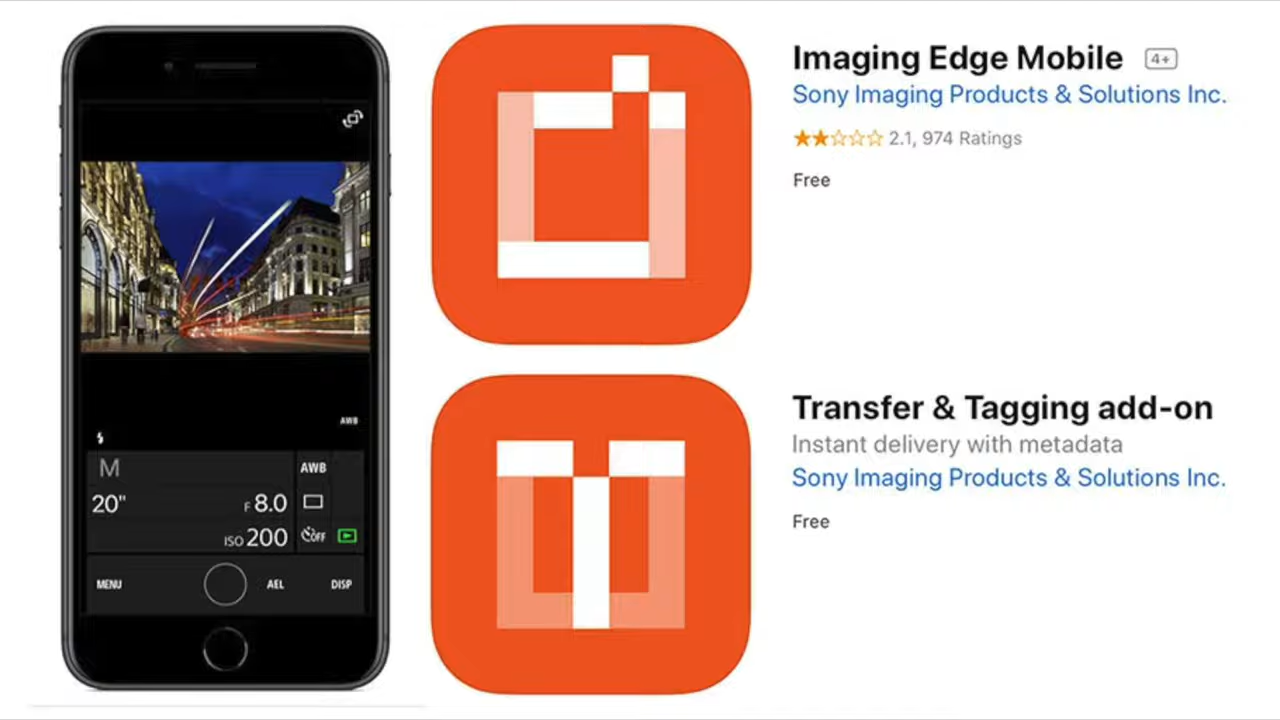 AWB
M
AWB
20"
F 8.0
ISO 200
OFF
MENU
AEL
DISP
Imaging Edge Mobile 4+
Sony Imaging Products & Solutions Inc.
2.1, 974 Ratings
Free
Transfer & Tagging add-on
Instant delivery with metadata
Sony Imaging Products & Solutions Inc.
Free